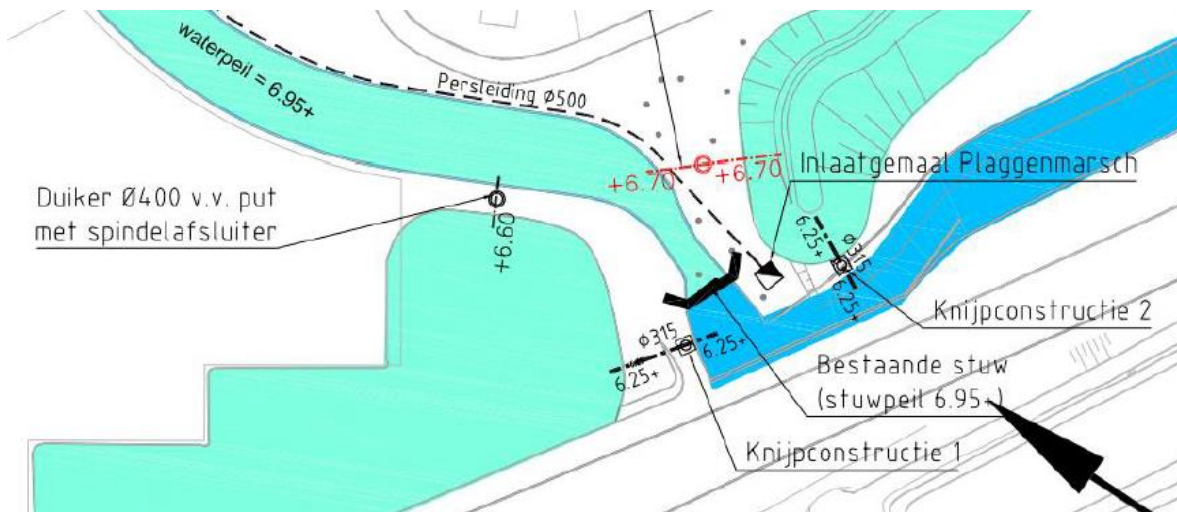 waterpeil = 6.95+
Persleiding Ø500
+6.70
+6.70
Inlaatgemaal Plaggenmarsch
Duiker Ø400 v.v. put
met spindelafsluiter
6.90+
6.25+
Ø315
6.25+
Knijpconstructie 2
Ø315
6.25+
6.25+
Bestaande stuw
(stuwpeil 6.95+)
Knijpconstructie 1